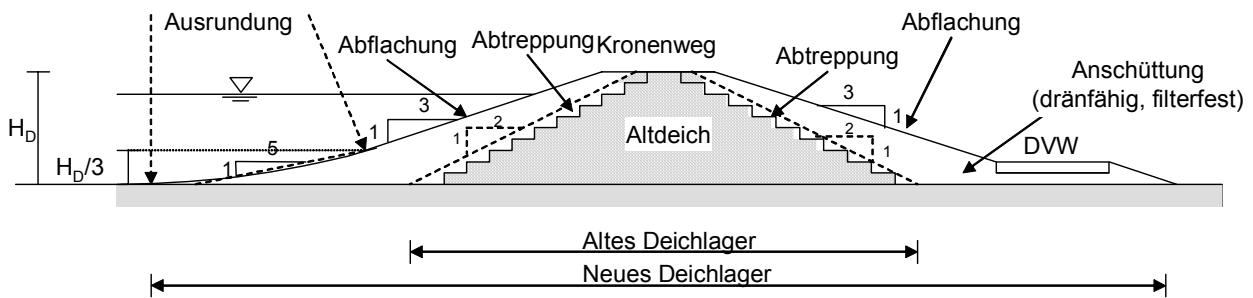 Ausrundung
Abflachung
Abtreppung
Kronenweg
Abtreppung
Abflachung
Anschüttung
(dränfähig, filterfest)
H_D
H_D/3
3
1
2
1
5
1
Altdeich
3
1
2
1
DVW
Altes Deichlager
Neues Deichlager